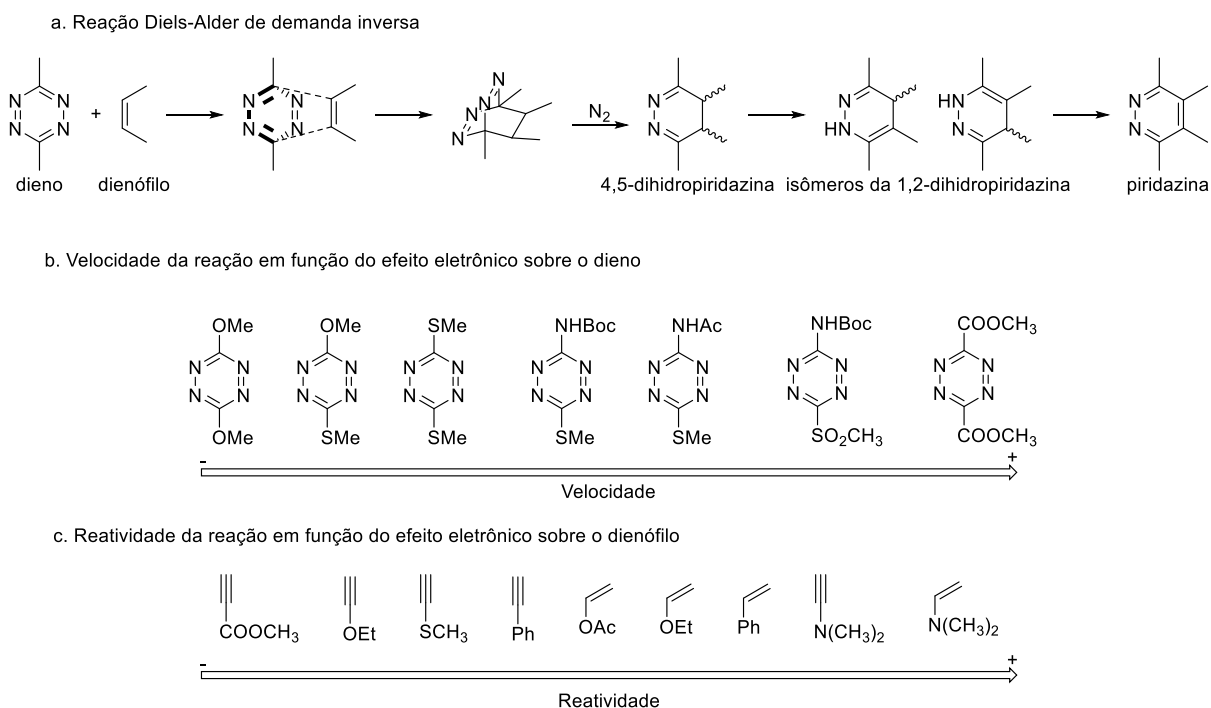 a. Reação Diels-Alder de demanda inversa
N N N N + N N N N N N N N₂ N N N HN HN N N N
dieno dienófilo 4,5-dihidropiridazina isômeros da 1,2-dihidropiridazina piridazina
b. Velocidade da reação em função do efeito eletrônico sobre o dieno
OMe OMe SMe NHBoc NHAc NHBoc COOCH₃
N N N N N N N N N N N N N N
N N N N N N N N N N N N N N
OMe SMe SMe SMe SMe SO₂CH₃ COOCH₃
- +
Velocidade
c. Reatividade da reação em função do efeito eletrônico sobre o dienófilo
COOCH₃ OEt SCH₃ Ph OAc OEt Ph N(CH₃)₂ N(CH₃)₂
- +
Reatividade